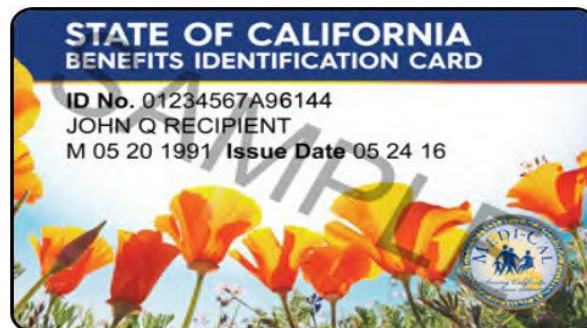 STATE OF CALIFORNIA
BENEFITS IDENTIFICATION CARD
ID No. 01234567A96144
JOHN Q RECIPIENT
M 05 20 1991 Issue Date 05 24 16
SAMPLE
MEDI-CAL